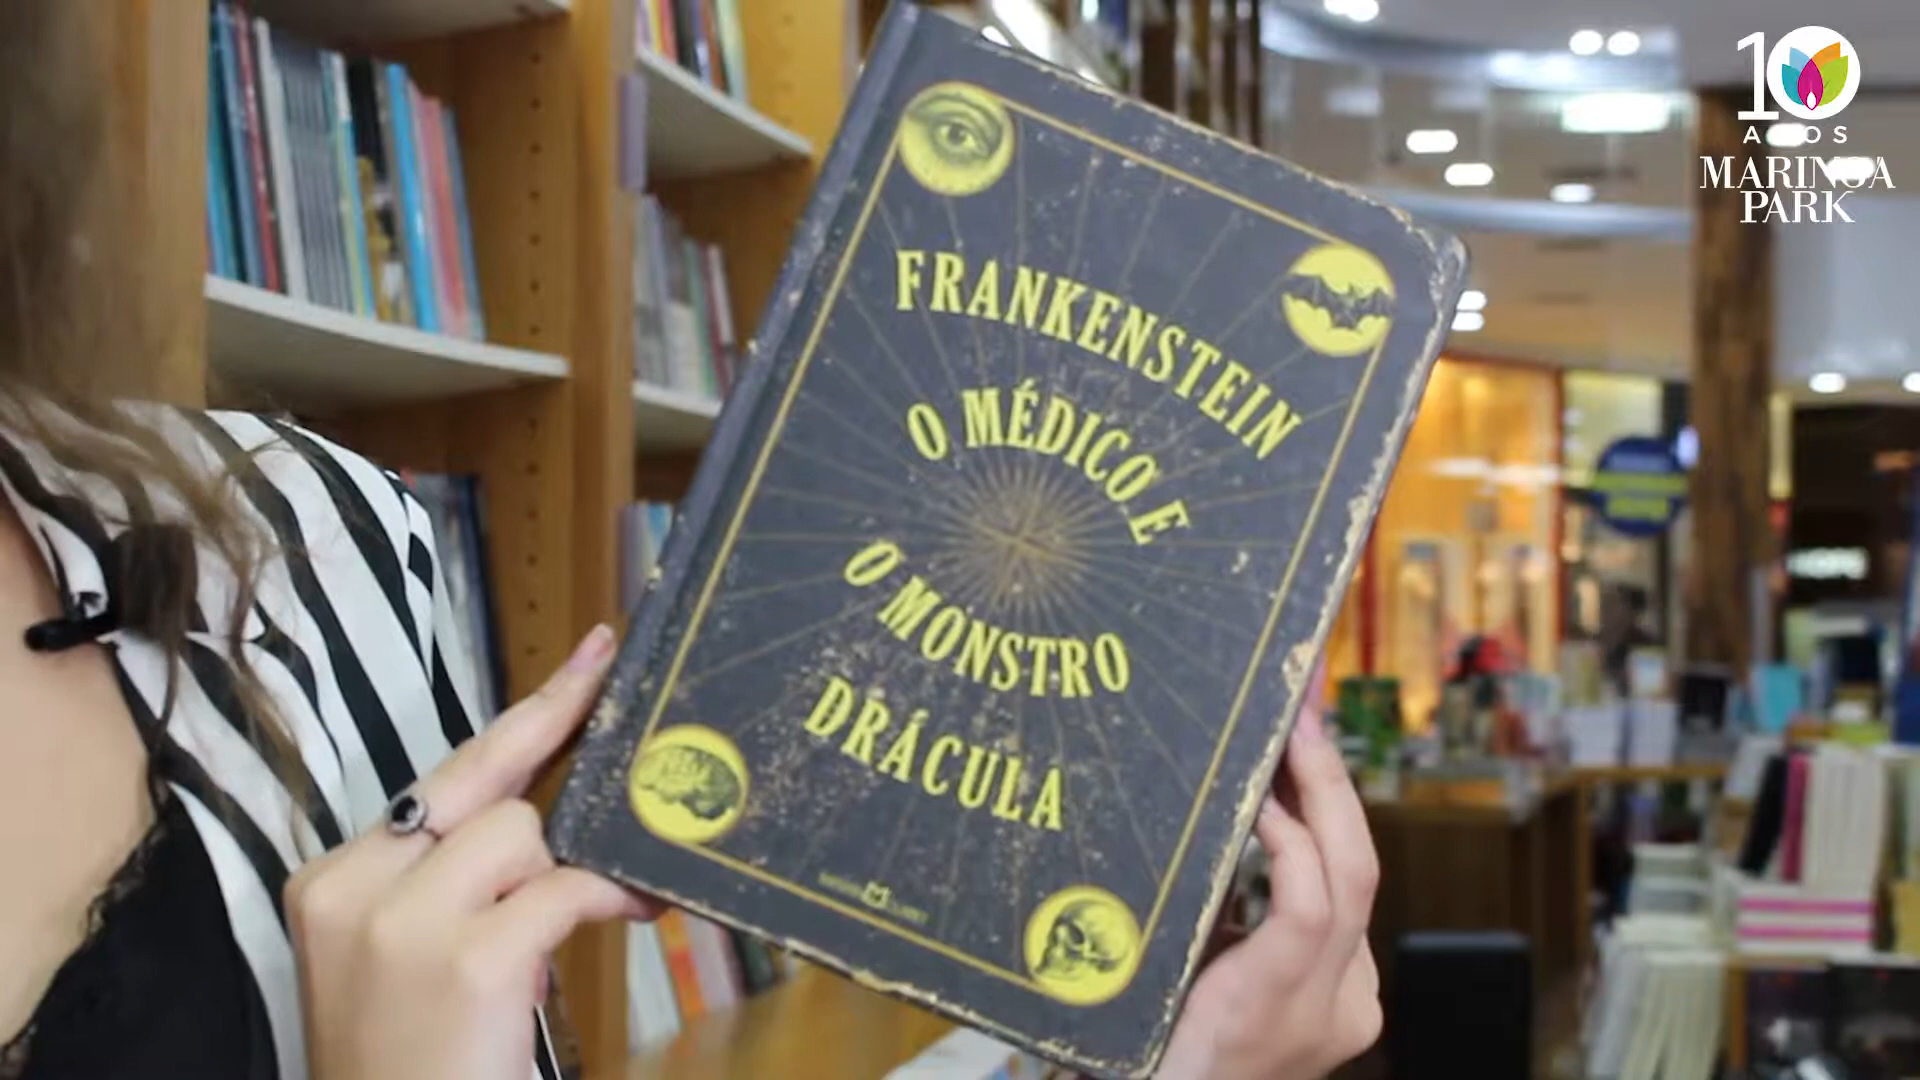 FRANKENSTEIN
O MÉDICO E
O MONSTRO
DRÁCULA
10
ANOS
MARINGÁ
PARK